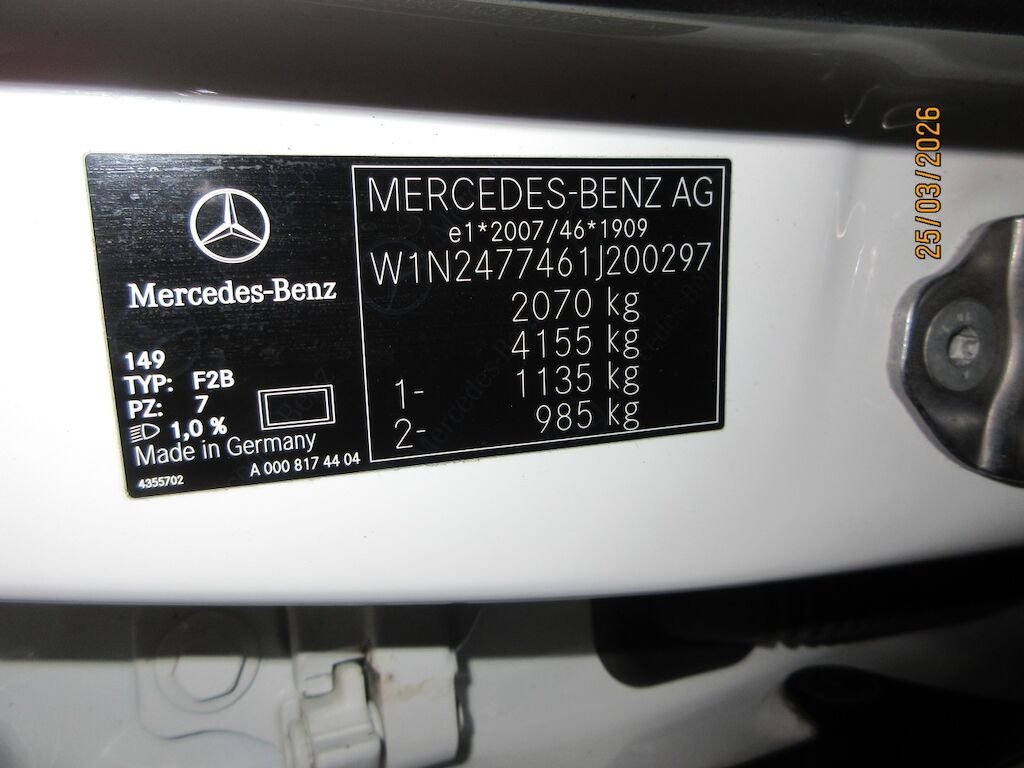 Mercedes-Benz
149
TYP: F2B
PZ: 7
1,0 %
Made in Germany
A 000 817 44 04
4355702
MERCEDES-BENZ AG
e1*2007/46*1909
W1N2477461J200297
2070 kg
4155 kg
1- 1135 kg
2- 985 kg
25/03/2026